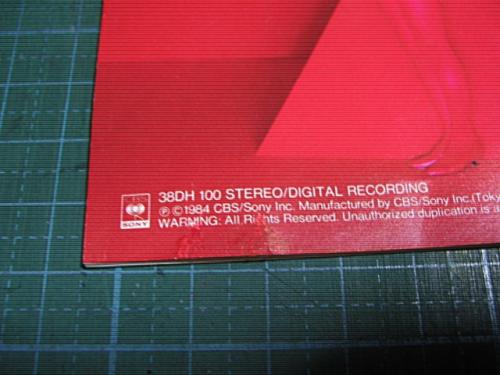 38DH 100 STEREO/DIGITAL RECORDING
℗ ©1984 CBS/Sony Inc. Manufactured by CBS/Sony Inc.(Toky
SONY
WARNING: All Rights Reserved. Unauthorized duplication is a